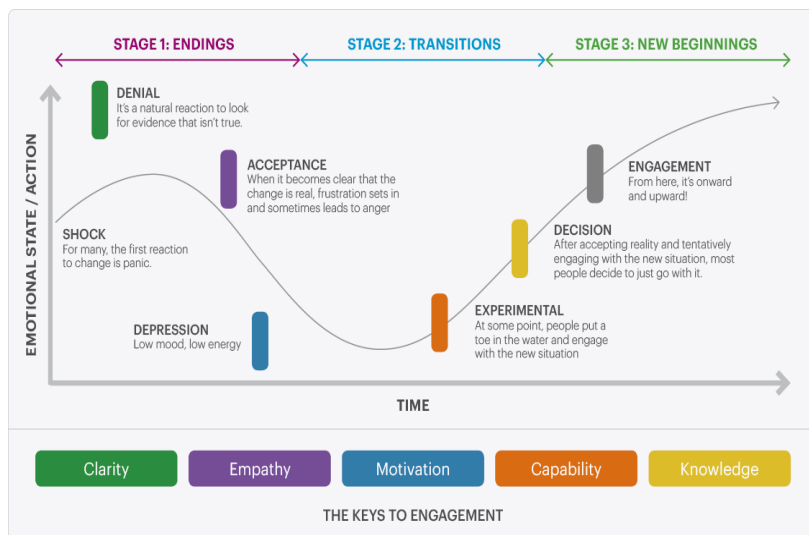 STAGE 1: ENDINGS
STAGE 2: TRANSITIONS
STAGE 3: NEW BEGINNINGS
EMOTIONAL STATE / ACTION
DENIAL
It's a natural reaction to look
for evidence that isn't true.
ACCEPTANCE
When it becomes clear that the
change is real, frustration sets in
and sometimes leads to anger
SHOCK
For many, the first reaction
to change is panic.
DEPRESSION
Low mood, low energy
ENGAGEMENT
From here, it's onward
and upward!
DECISION
After accepting reality and tentatively
engaging with the new situation, most
people decide to just go with it.
EXPERIMENTAL
At some point, people put a
toe in the water and engage
with the new situation
TIME
Clarity
Empathy
Motivation
Capability
Knowledge
THE KEYS TO ENGAGEMENT